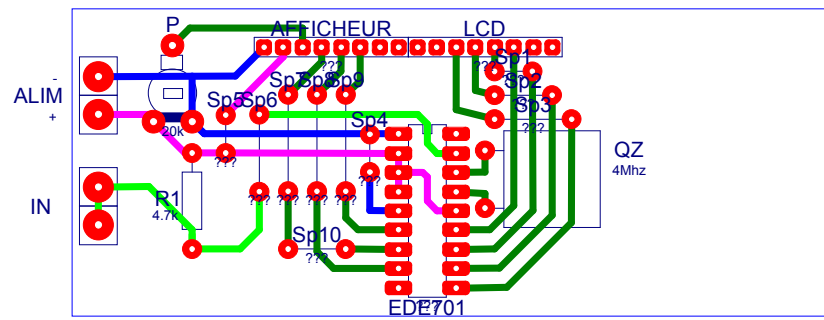 P
AFFICHEUR
LCD
???
Sp1
-
ALIM
+
Sp7
Sp8
Sp9
Sp2
Sp5
Sp6
Sp3
20k
Sp4
???
???
???
QZ
4Mhz
R1
4.7k
???
???
???
???
IN
Sp10
???
EDE701
???